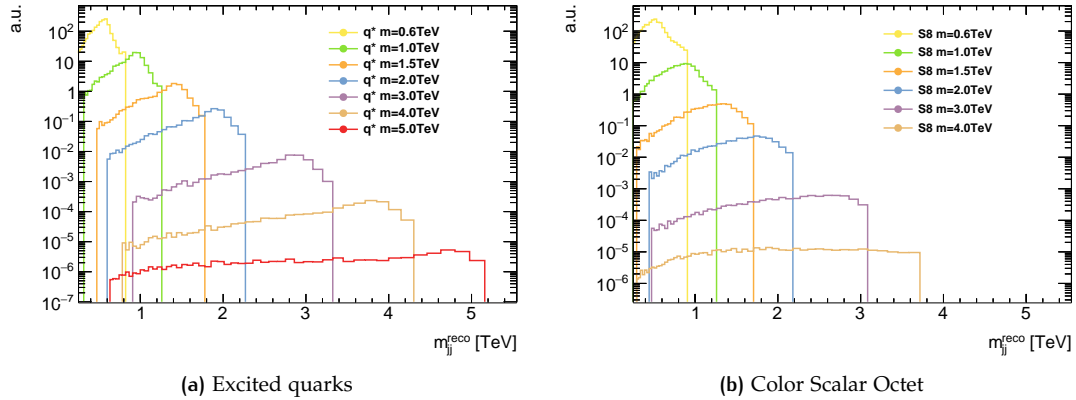 a.u.
10²
10
1
10⁻¹
10⁻²
10⁻³
10⁻⁴
10⁻⁵
10⁻⁶
10⁻⁷
q* m=0.6TeV
q* m=1.0TeV
q* m=1.5TeV
q* m=2.0TeV
q* m=3.0TeV
q* m=4.0TeV
q* m=5.0TeV
1 2 3 4 5
m_jj^reco [TeV]
(a) Excited quarks
a.u.
10²
10
1
10⁻¹
10⁻²
10⁻³
10⁻⁴
10⁻⁵
10⁻⁶
S8 m=0.6TeV
S8 m=1.0TeV
S8 m=1.5TeV
S8 m=2.0TeV
S8 m=3.0TeV
S8 m=4.0TeV
1 2 3 4 5
m_jj^reco [TeV]
(b) Color Scalar Octet